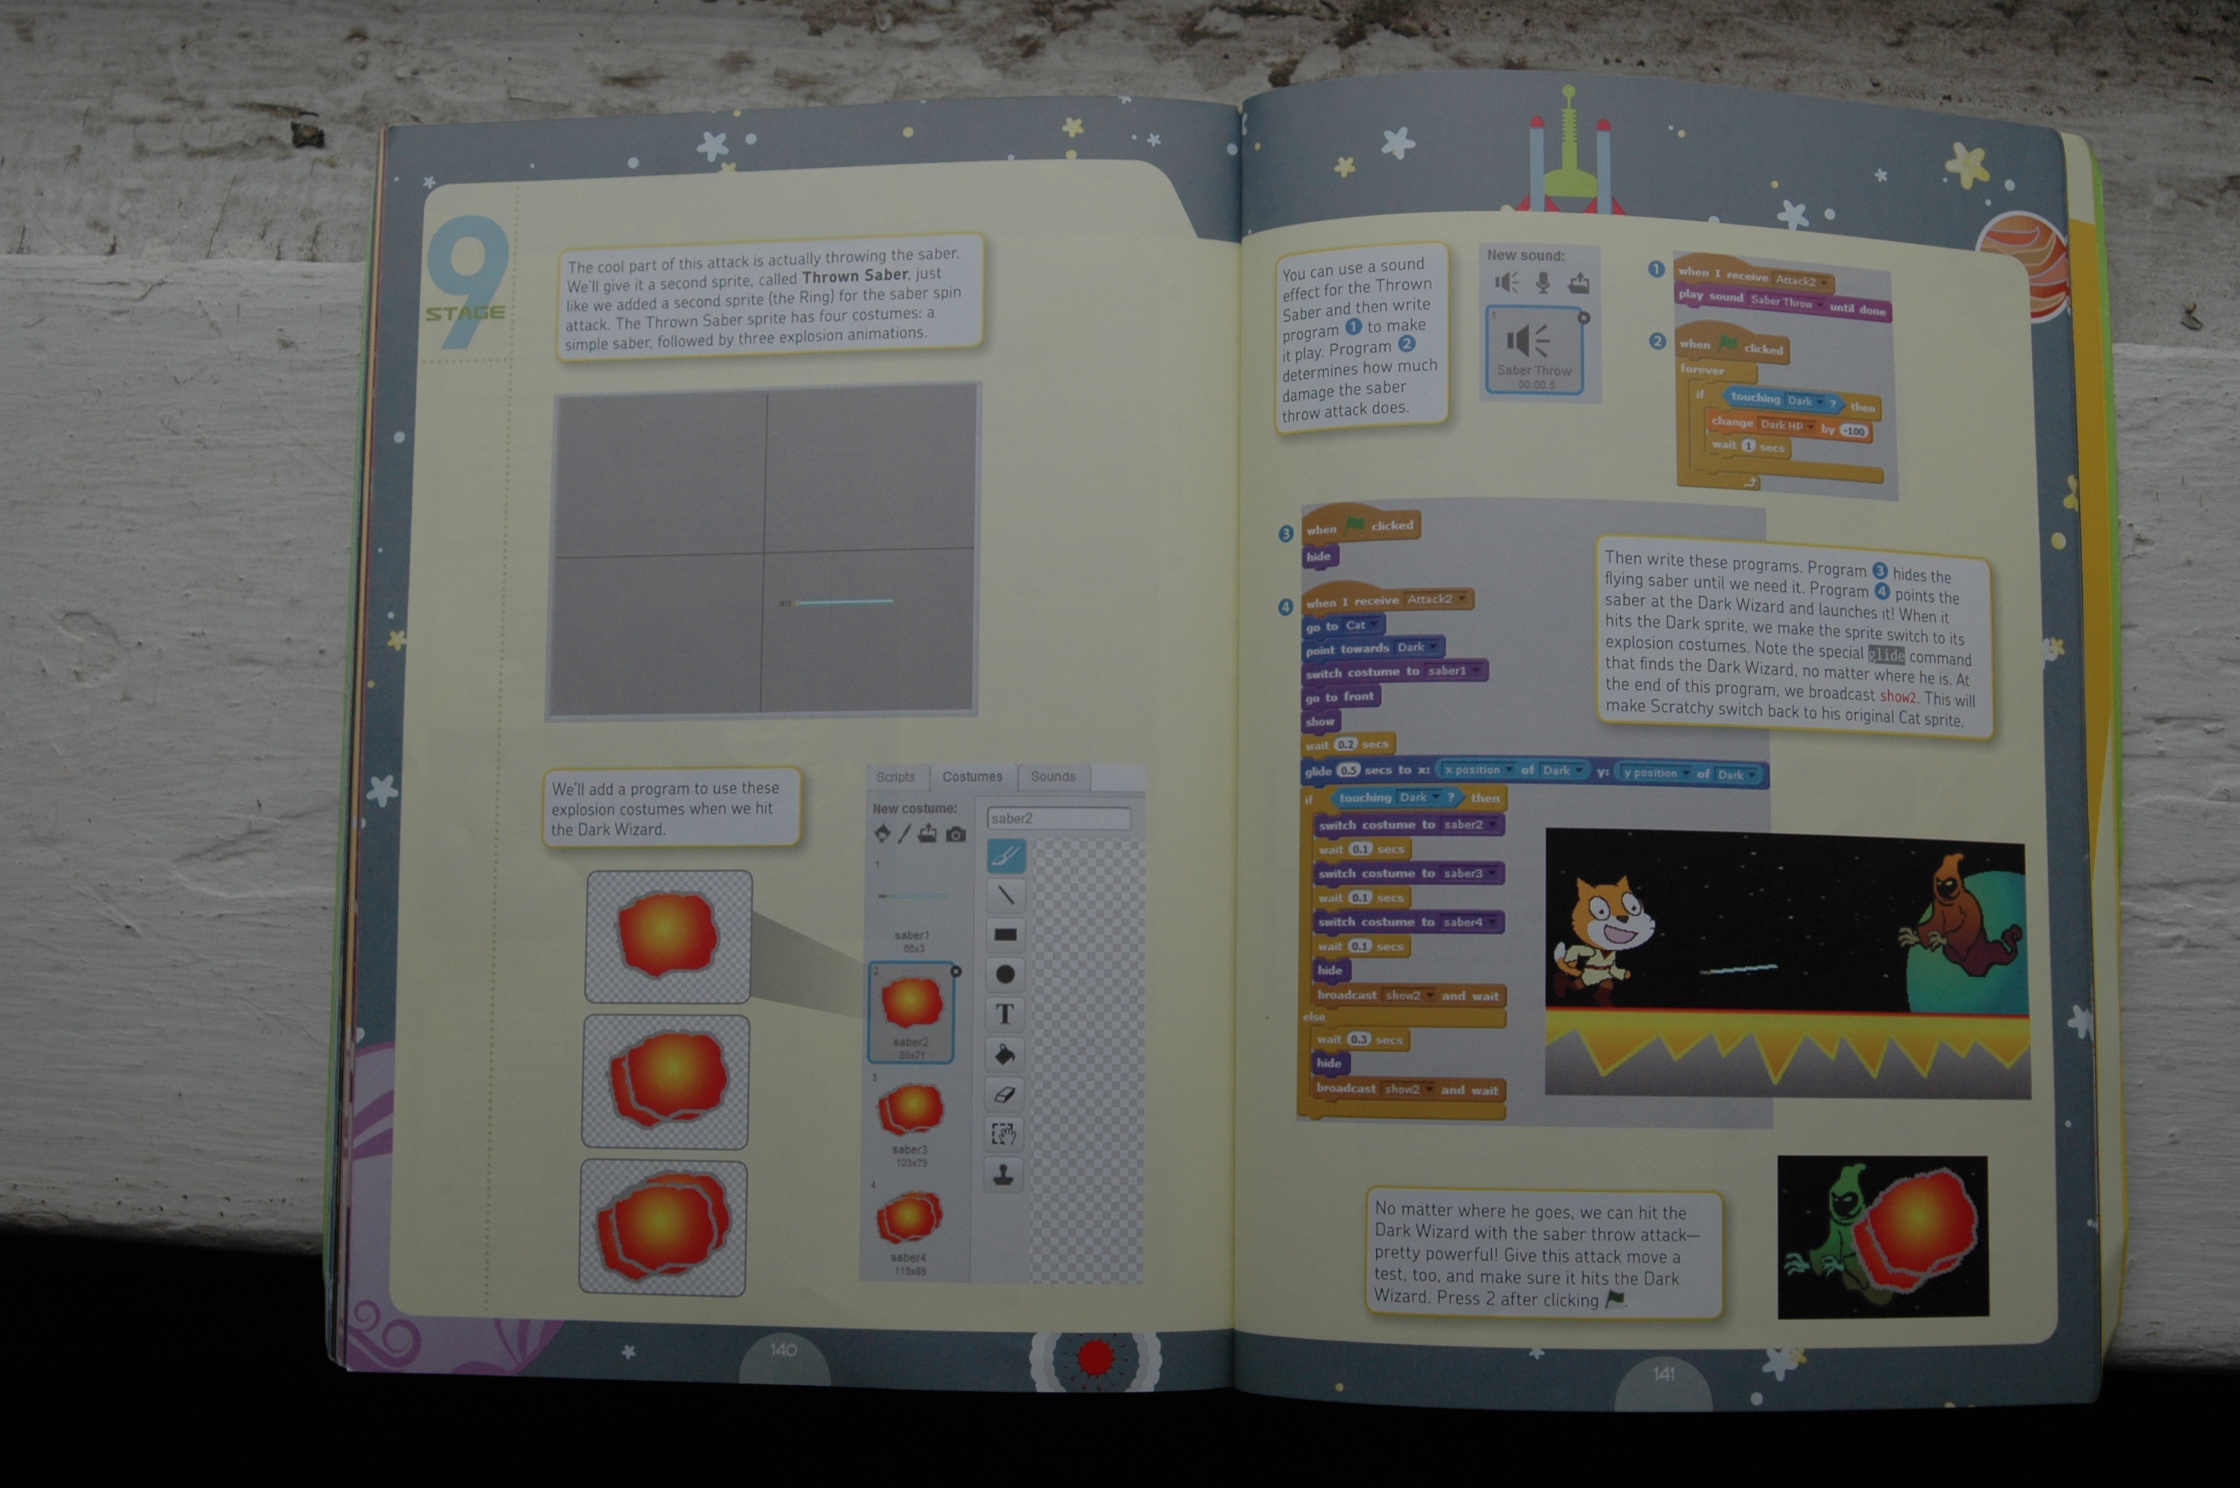 9
STAGE
The cool part of this attack is actually throwing the saber.
We'll give it a second sprite, called Thrown Saber, just
like we added a second sprite (the Ring) for the saber spin
attack. The Thrown Saber sprite has four costumes: a
simple saber, followed by three explosion animations.
We'll add a program to use these
explosion costumes when we hit
the Dark Wizard.
Scripts Costumes Sounds
New costume:
saber2
1
saber1
2
saber2
3
saber3
103x79
4
saber4
T
140
You can use a sound
effect for the Thrown
Saber and then write
program 1 to make
it play. Program 2
determines how much
damage the saber
throw attack does.
New sound:
1
Saber Throw
00:00.5
1
when I receive Attack2
play sound Saber Throw until done
2
when clicked
forever
if touching Dark ? then
change Dark HP by -100
wait 1 secs
3
when clicked
hide
4
when I receive Attack2
go to Cat
point towards Dark
switch costume to saber1
go to front
show
wait 0.2 secs
glide 0.5 secs to x: x position of Dark y: y position of Dark
if touching Dark ? then
switch costume to saber2
wait 0.1 secs
switch costume to saber3
wait 0.1 secs
switch costume to saber4
wait 0.1 secs
hide
broadcast show2 and wait
else
wait 0.3 secs
hide
broadcast show2 and wait
Then write these programs. Program 3 hides the
flying saber until we need it. Program 4 points the
saber at the Dark Wizard and launches it! When it
hits the Dark sprite, we make the sprite switch to its
explosion costumes. Note the special glide command
that finds the Dark Wizard, no matter where he is. At
the end of this program, we broadcast show2. This will
make Scratchy switch back to his original Cat sprite.
No matter where he goes, we can hit the
Dark Wizard with the saber throw attack—
pretty powerful! Give this attack move a
test, too, and make sure it hits the Dark
Wizard. Press 2 after clicking .
141